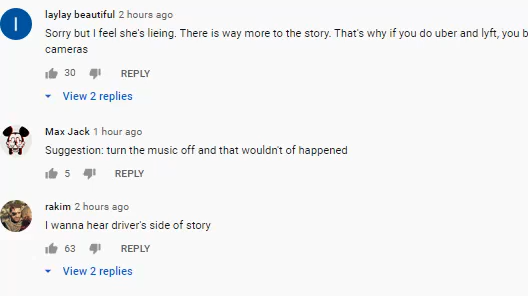 I
laylay beautiful 2 hours ago
Sorry but I feel she's lieing. There is way more to the story. That's why if you do uber and lyft, you b
cameras
30 REPLY
View 2 replies
Max Jack 1 hour ago
Suggestion: turn the music off and that wouldn't of happened
5 REPLY
rakim 2 hours ago
I wanna hear driver's side of story
63 REPLY
View 2 replies